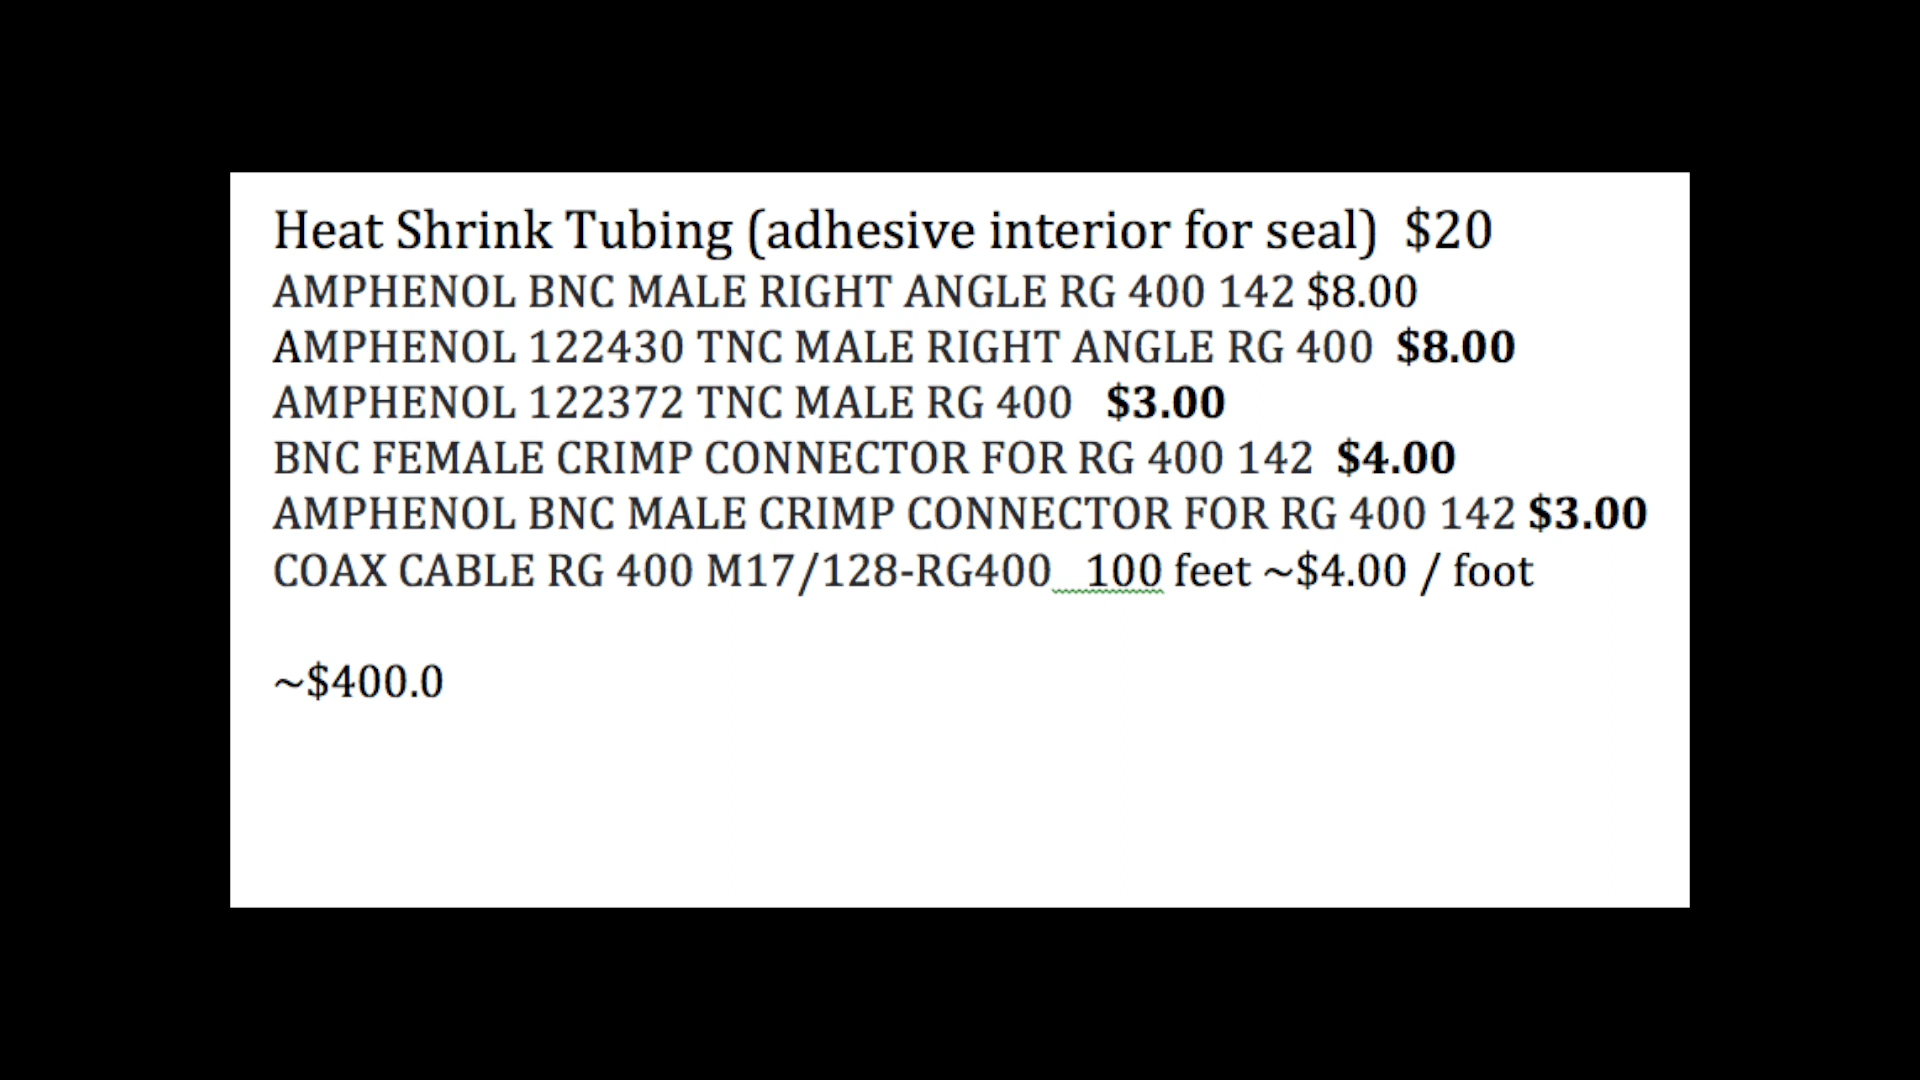 Heat Shrink Tubing (adhesive interior for seal)  $20
AMPHENOL BNC MALE RIGHT ANGLE RG 400 142 $8.00
AMPHENOL 122430 TNC MALE RIGHT ANGLE RG 400  $8.00
AMPHENOL 122372 TNC MALE RG 400   $3.00
BNC FEMALE CRIMP CONNECTOR FOR RG 400 142  $4.00
AMPHENOL BNC MALE CRIMP CONNECTOR FOR RG 400 142 $3.00
COAX CABLE RG 400 M17/128-RG400   100 feet ~$4.00 / foot
~$400.0